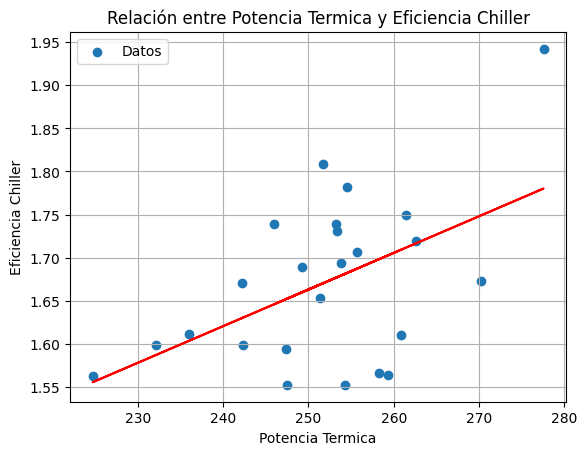 Relación entre Potencia Termica y Eficiencia Chiller
Datos
Eficiencia Chiller
1.95
1.90
1.85
1.80
1.75
1.70
1.65
1.60
1.55
230 240 250 260 270 280
Potencia Termica